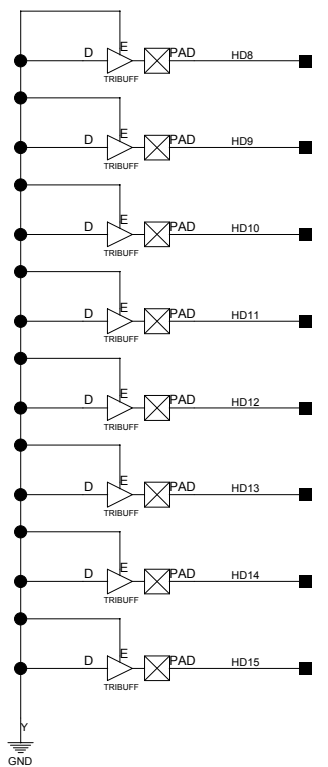 E
D PAD HD8
TRIBUFF
E
D PAD HD9
TRIBUFF
E
D PAD HD10
TRIBUFF
E
D PAD HD11
TRIBUFF
E
D PAD HD12
TRIBUFF
E
D PAD HD13
TRIBUFF
E
D PAD HD14
TRIBUFF
E
D PAD HD15
TRIBUFF
Y
GND